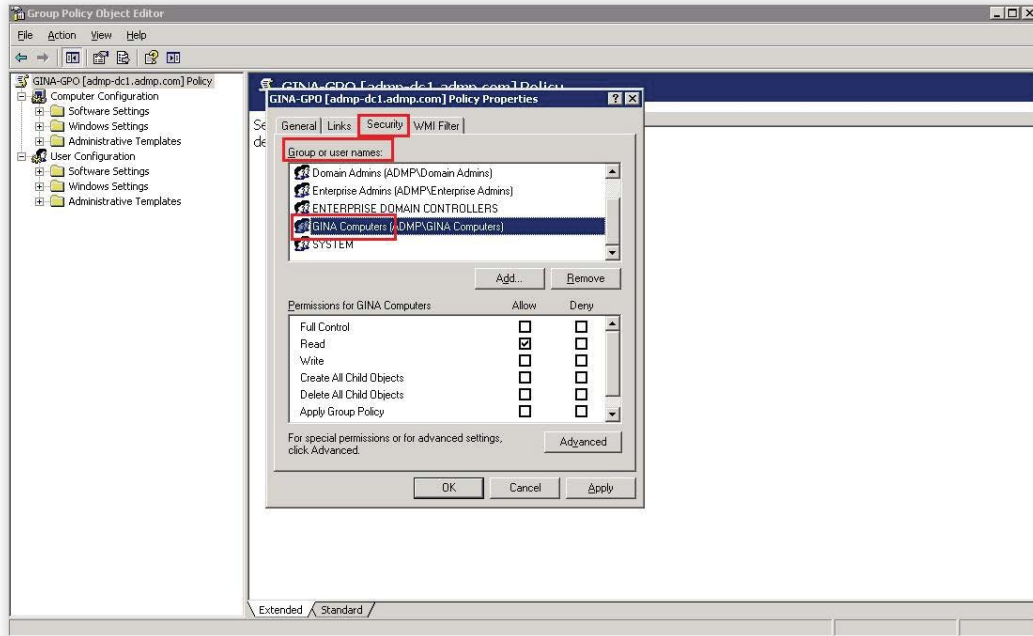 Group Policy Object Editor
File Action View Help
GINA-GPO [admp-dc1.admp.com] Policy
Computer Configuration
Software Settings
Windows Settings
Administrative Templates
User Configuration
Software Settings
Windows Settings
Administrative Templates
GINA-GPO [admp-dc1.admp.com] Policy
Se
de
GINA-GPO [admp-dc1.admp.com] Policy Properties
General Links Security WMI Filter
Group or user names:
Domain Admins (ADMP\Domain Admins)
Enterprise Admins (ADMP\Enterprise Admins)
ENTERPRISE DOMAIN CONTROLLERS
GINA Computers (ADMP\GINA Computers)
SYSTEM
Add... Remove
Permissions for GINA Computers Allow Deny
Full Control
Read
Write
Create All Child Objects
Delete All Child Objects
Apply Group Policy
For special permissions or for advanced settings,
click Advanced.
Advanced
OK Cancel Apply
Extended Standard